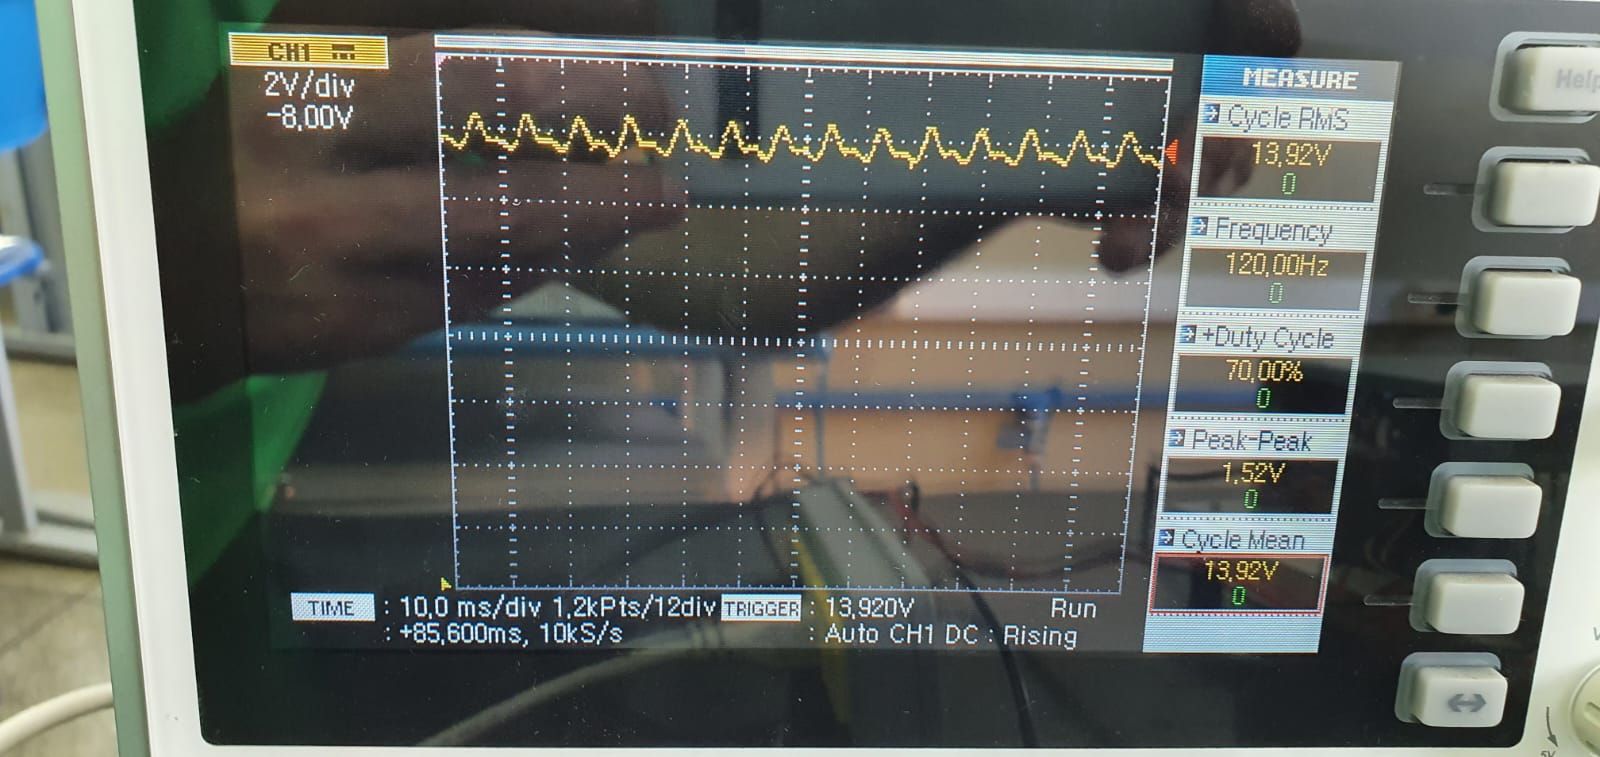 CH1
2V/div
-8,00V
MEASURE
Cycle RMS
13,92V
0
Frequency
120,00Hz
0
+Duty Cycle
70,00%
0
Peak-Peak
1,52V
0
Cycle Mean
13,92V
0
TIME : 10,0 ms/div 1,2kPts/12div TRIGGER : 13,920V Run
: +85,600ms, 10kS/s : Auto CH1 DC : Rising
Help
5V